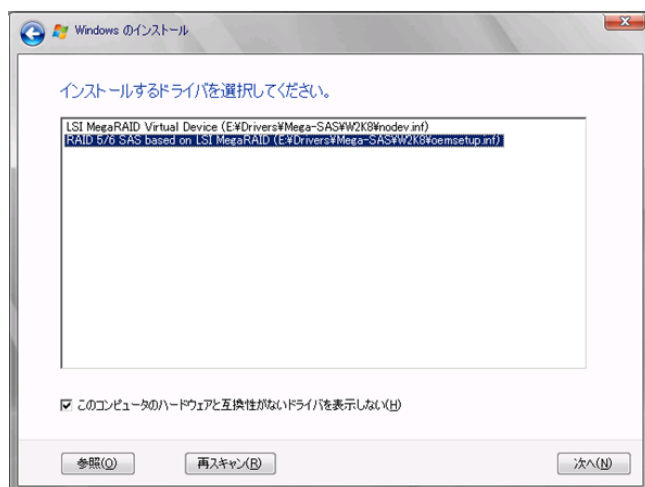 Windows のインストール
インストールするドライバを選択してください。
LSI MegaRAID Virtual Device (E:¥Drivers¥Mega-SAS¥W2K8¥nodev.inf)
RAID 5/6 SAS based on LSI MegaRAID (E:¥Drivers¥Mega-SAS¥W2K8¥oemsetup.inf)
このコンピュータのハードウェアと互換性がないドライバを表示しない(H)
参照(O)
再スキャン(R)
次へ(N)